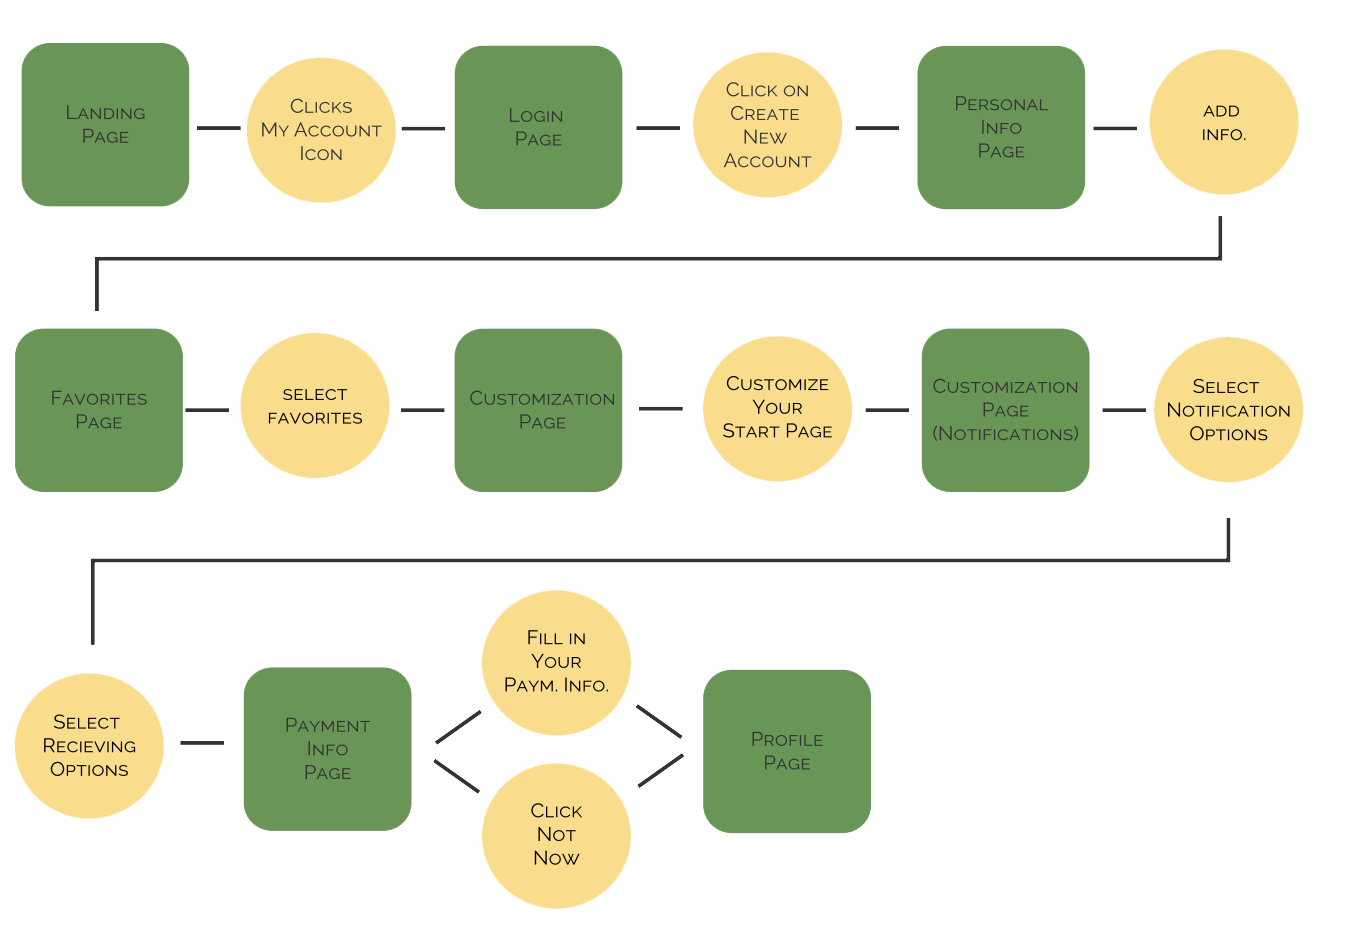 Landing
Page
Clicks
My Account
Icon
Login
Page
Click on
Create
New
Account
Personal
Info
Page
add
info.
Favorites
Page
select
favorites
Customization
Page
Customize
Your
Start Page
Customization
Page
(Notifications)
Select
Notification
Options
Select
Recieving
Options
Payment
Info
Page
Fill in
Your
Paym. Info.
Click
Not
Now
Profile
Page